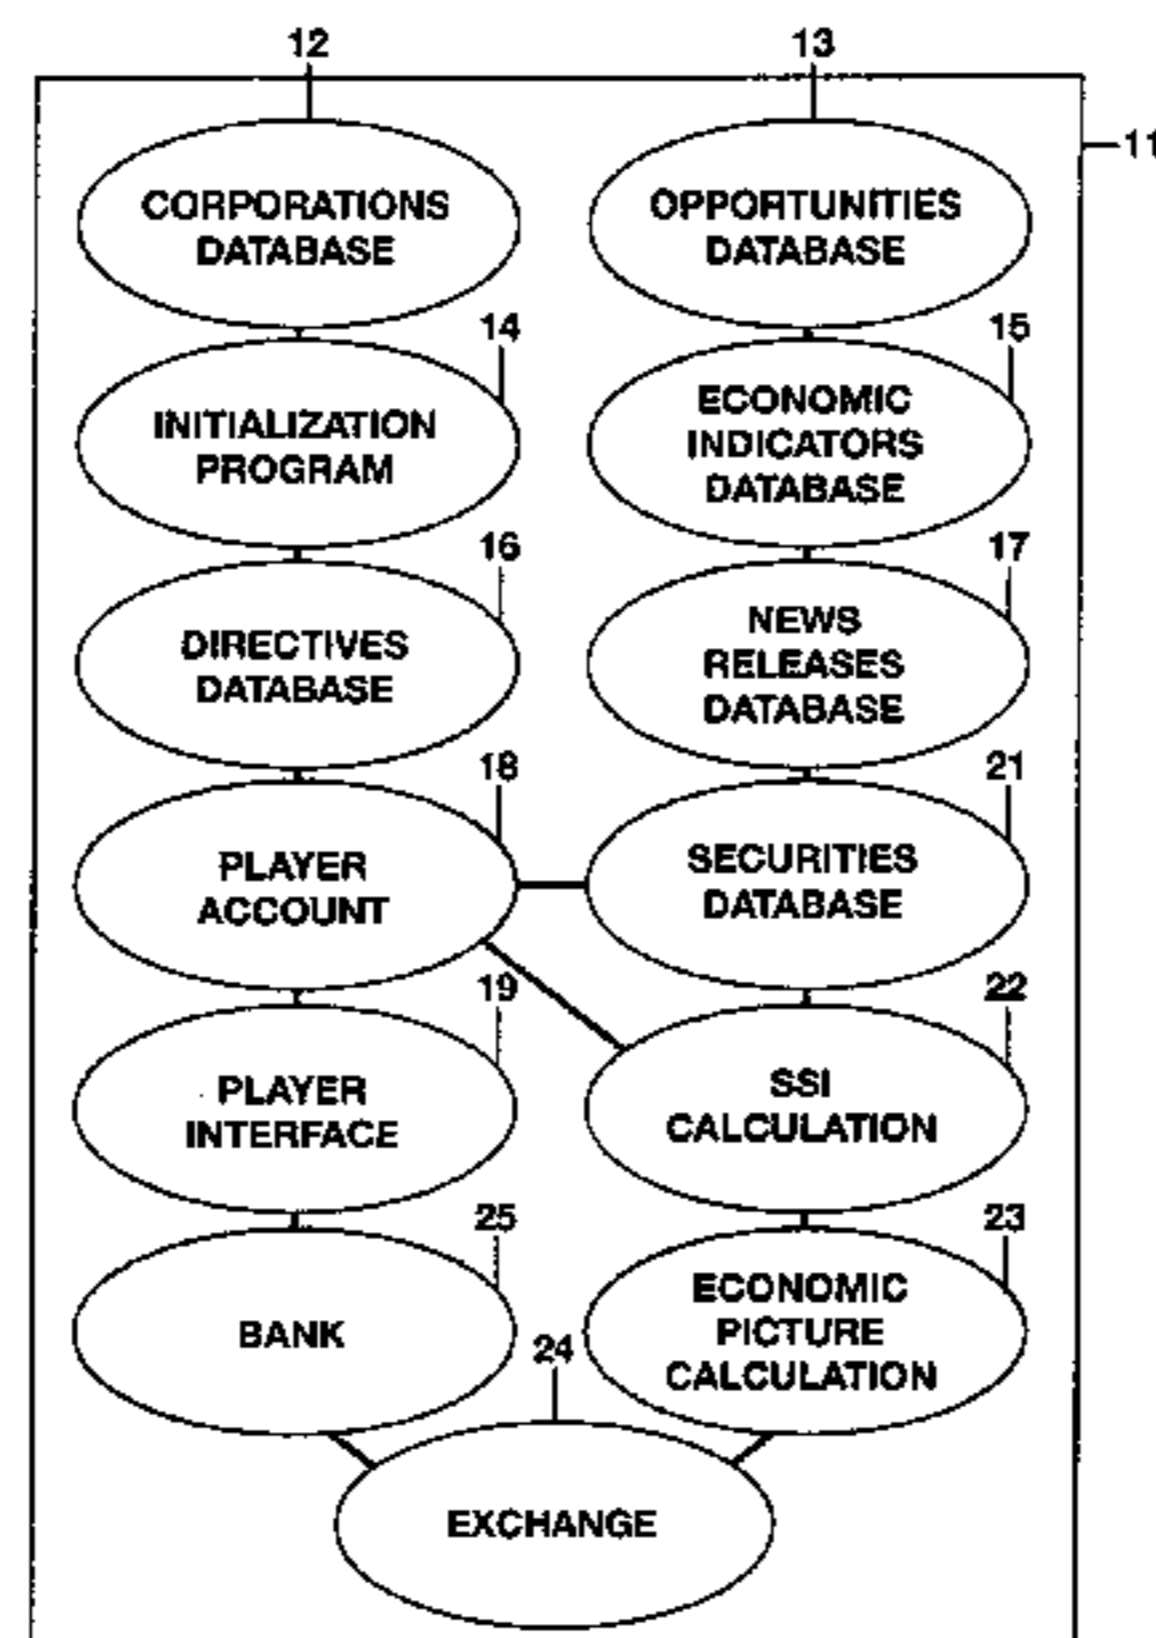 12
13
11
CORPORATIONS
DATABASE
OPPORTUNITIES
DATABASE
14
15
INITIALIZATION
PROGRAM
ECONOMIC
INDICATORS
DATABASE
16
17
DIRECTIVES
DATABASE
NEWS
RELEASES
DATABASE
18
21
PLAYER
ACCOUNT
SECURITIES
DATABASE
19
22
PLAYER
INTERFACE
SSI
CALCULATION
25
23
BANK
ECONOMIC
PICTURE
CALCULATION
24
EXCHANGE